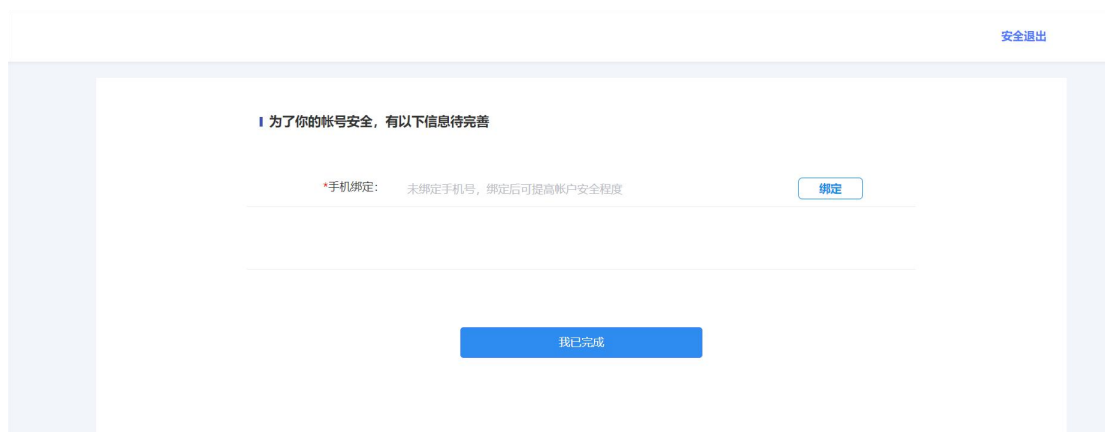 安全退出
为了你的帐号安全，有以下信息待完善
*手机绑定： 未绑定手机号，绑定后可提高帐户安全程度 绑定
我已完成